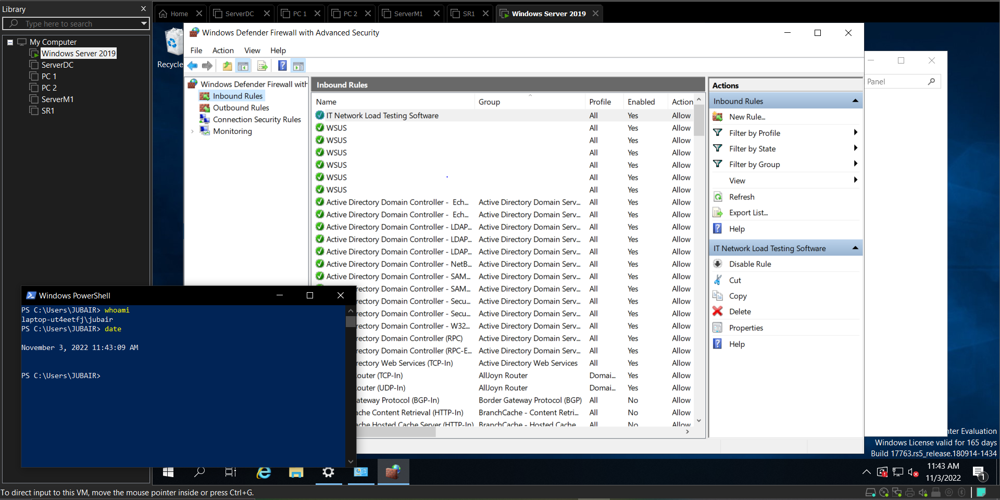 Library
Type here to search
My Computer
Windows Server 2019
ServerDC
PC 1
PC 2
ServerM1
SR1
Home
ServerDC
PC 1
PC 2
ServerM1
SR1
Windows Server 2019
Recycle
Windows Defender Firewall with Advanced Security
File Action View Help
Windows Defender Firewall with
Inbound Rules
Outbound Rules
Connection Security Rules
Monitoring
Inbound Rules
Name Group Profile Enabled Action
IT Network Load Testing Software All Yes Allow
WSUS All Yes Allow
WSUS All Yes Allow
WSUS All Yes Allow
WSUS All Yes Allow
WSUS All Yes Allow
WSUS All Yes Allow
Active Directory Domain Controller - Ech... Active Directory Domain Serv... All Yes Allow
Active Directory Domain Controller - Ech... Active Directory Domain Serv... All Yes Allow
Active Directory Domain Controller - LDAP... Active Directory Domain Serv... All Yes Allow
Active Directory Domain Controller - LDAP... Active Directory Domain Serv... All Yes Allow
Active Directory Domain Controller - LDAP... Active Directory Domain Serv... All Yes Allow
Active Directory Domain Controller - NetB... Active Directory Domain Serv... All Yes Allow
Active Directory Domain Controller - SAM... Active Directory Domain Serv... All Yes Allow
rectory Domain Controller - SAM... Active Directory Domain Serv... All Yes Allow
rectory Domain Controller - Secu... Active Directory Domain Serv... All Yes Allow
rectory Domain Controller - Secu... Active Directory Domain Serv... All Yes Allow
rectory Domain Controller - W32... Active Directory Domain Serv... All Yes Allow
rectory Domain Controller (RPC) Active Directory Domain Serv... All Yes Allow
rectory Domain Controller (RPC-E... Active Directory Domain Serv... All Yes Allow
rectory Web Services (TCP-In) Active Directory Web Services All Yes Allow
outer (TCP-In) AllJoyn Router Domai... Yes Allow
outer (UDP-In) AllJoyn Router Domai... Yes Allow
ateway Protocol (BGP-In) Border Gateway Protocol (BGP) All No Allow
ache Content Retrieval (HTTP-In) BranchCache - Content Retri... All No Allow
ache Hosted Cache Server (HTTP-In) BranchCache - Hosted Cache All No Allow
Actions
Inbound Rules
New Rule...
Filter by Profile
Filter by State
Filter by Group
View
Refresh
Export List...
Help
IT Network Load Testing Software
Disable Rule
Cut
Copy
Delete
Properties
Help
Panel
Windows PowerShell
PS C:\Users\JUBAIR> whoami
laptop-ut4eetfj\jubair
PS C:\Users\JUBAIR> date
November 3, 2022 11:43:09 AM
PS C:\Users\JUBAIR>
nter Evaluation
Windows License valid for 165 days
Build 17763.rs5_release.180914-1434
11:43 AM
11/3/2022
1
To direct input to this VM, move the mouse pointer inside or press Ctrl+G.